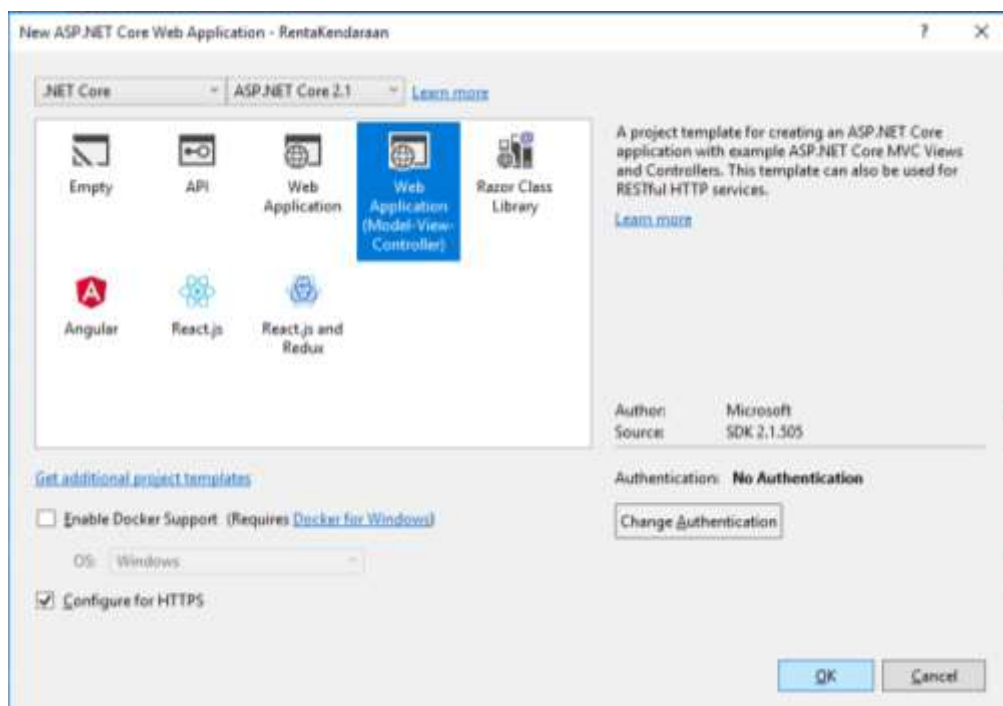 New ASP.NET Core Web Application - RentaKendaraan
? ×
.NET Core
ASP.NET Core 2.1
Learn more
Empty
API
Web
Application
Web
Application
(Model-View-
Controller)
Razor Class
Library
Angular
React.js
React.js and
Redux
A project template for creating an ASP.NET Core
application with example ASP.NET Core MVC Views
and Controllers. This template can also be used for
RESTful HTTP services.
Learn more
Author: Microsoft
Source: SDK 2.1.505
Get additional project templates
Authentication: No Authentication
Enable Docker Support (Requires Docker for Windows)
Change Authentication
OS: Windows
Configure for HTTPS
OK
Cancel